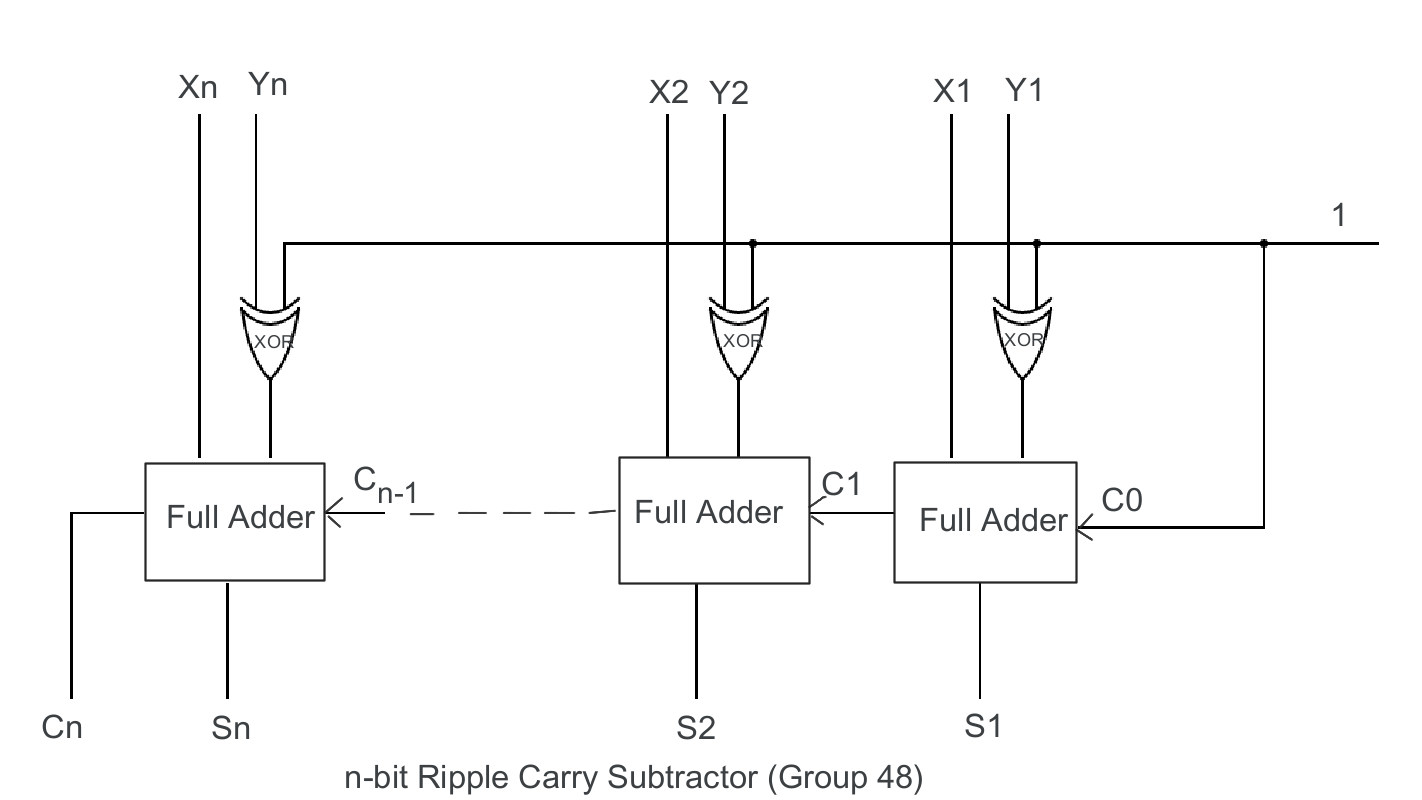 Xn Yn X2 Y2 X1 Y1
1
XOR XOR XOR
Cn-1 C1 C0
Full Adder Full Adder Full Adder
Cn Sn S2 S1
n-bit Ripple Carry Subtractor (Group 48)